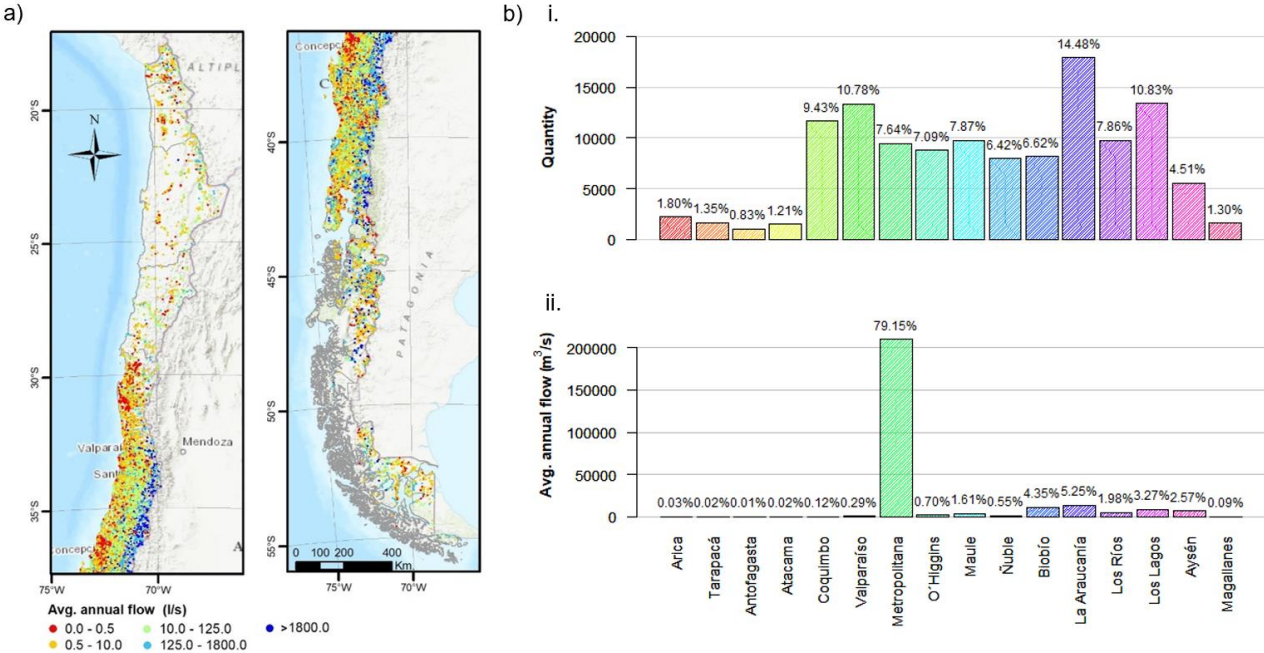 a)
b)
i.
N
ALTIPL
20°S
25°S
30°S
35°S
Valparaí
Sant
Mendoza
oncepci
A
75°W
70°W
Concepci
C
40°S
45°S
50°S
55°S
PATAGONIA
0 100 200 400
Km
75°W
70°W
Avg. annual flow (l/s)
0.0 - 0.5
10.0 - 125.0
>1800.0
0.5 - 10.0
125.0 - 1800.0
Quantity
20000
15000
10000
5000
0
1.80%
1.35%
0.83%
1.21%
9.43%
10.78%
7.64%
7.09%
7.87%
6.42%
6.62%
14.48%
7.86%
10.83%
4.51%
1.30%
ii.
Avg. annual flow (m³/s)
200000
150000
100000
50000
0
0.03%
0.02%
0.01%
0.02%
0.12%
0.29%
79.15%
0.70%
1.61%
0.55%
4.35%
5.25%
1.98%
3.27%
2.57%
0.09%
Arica
Tarapacá
Antofagasta
Atacama
Coquimbo
Valparaíso
Metropolitana
O´Higgins
Maule
Ñuble
Biobío
La Araucanía
Los Ríos
Los Lagos
Aysén
Magallanes